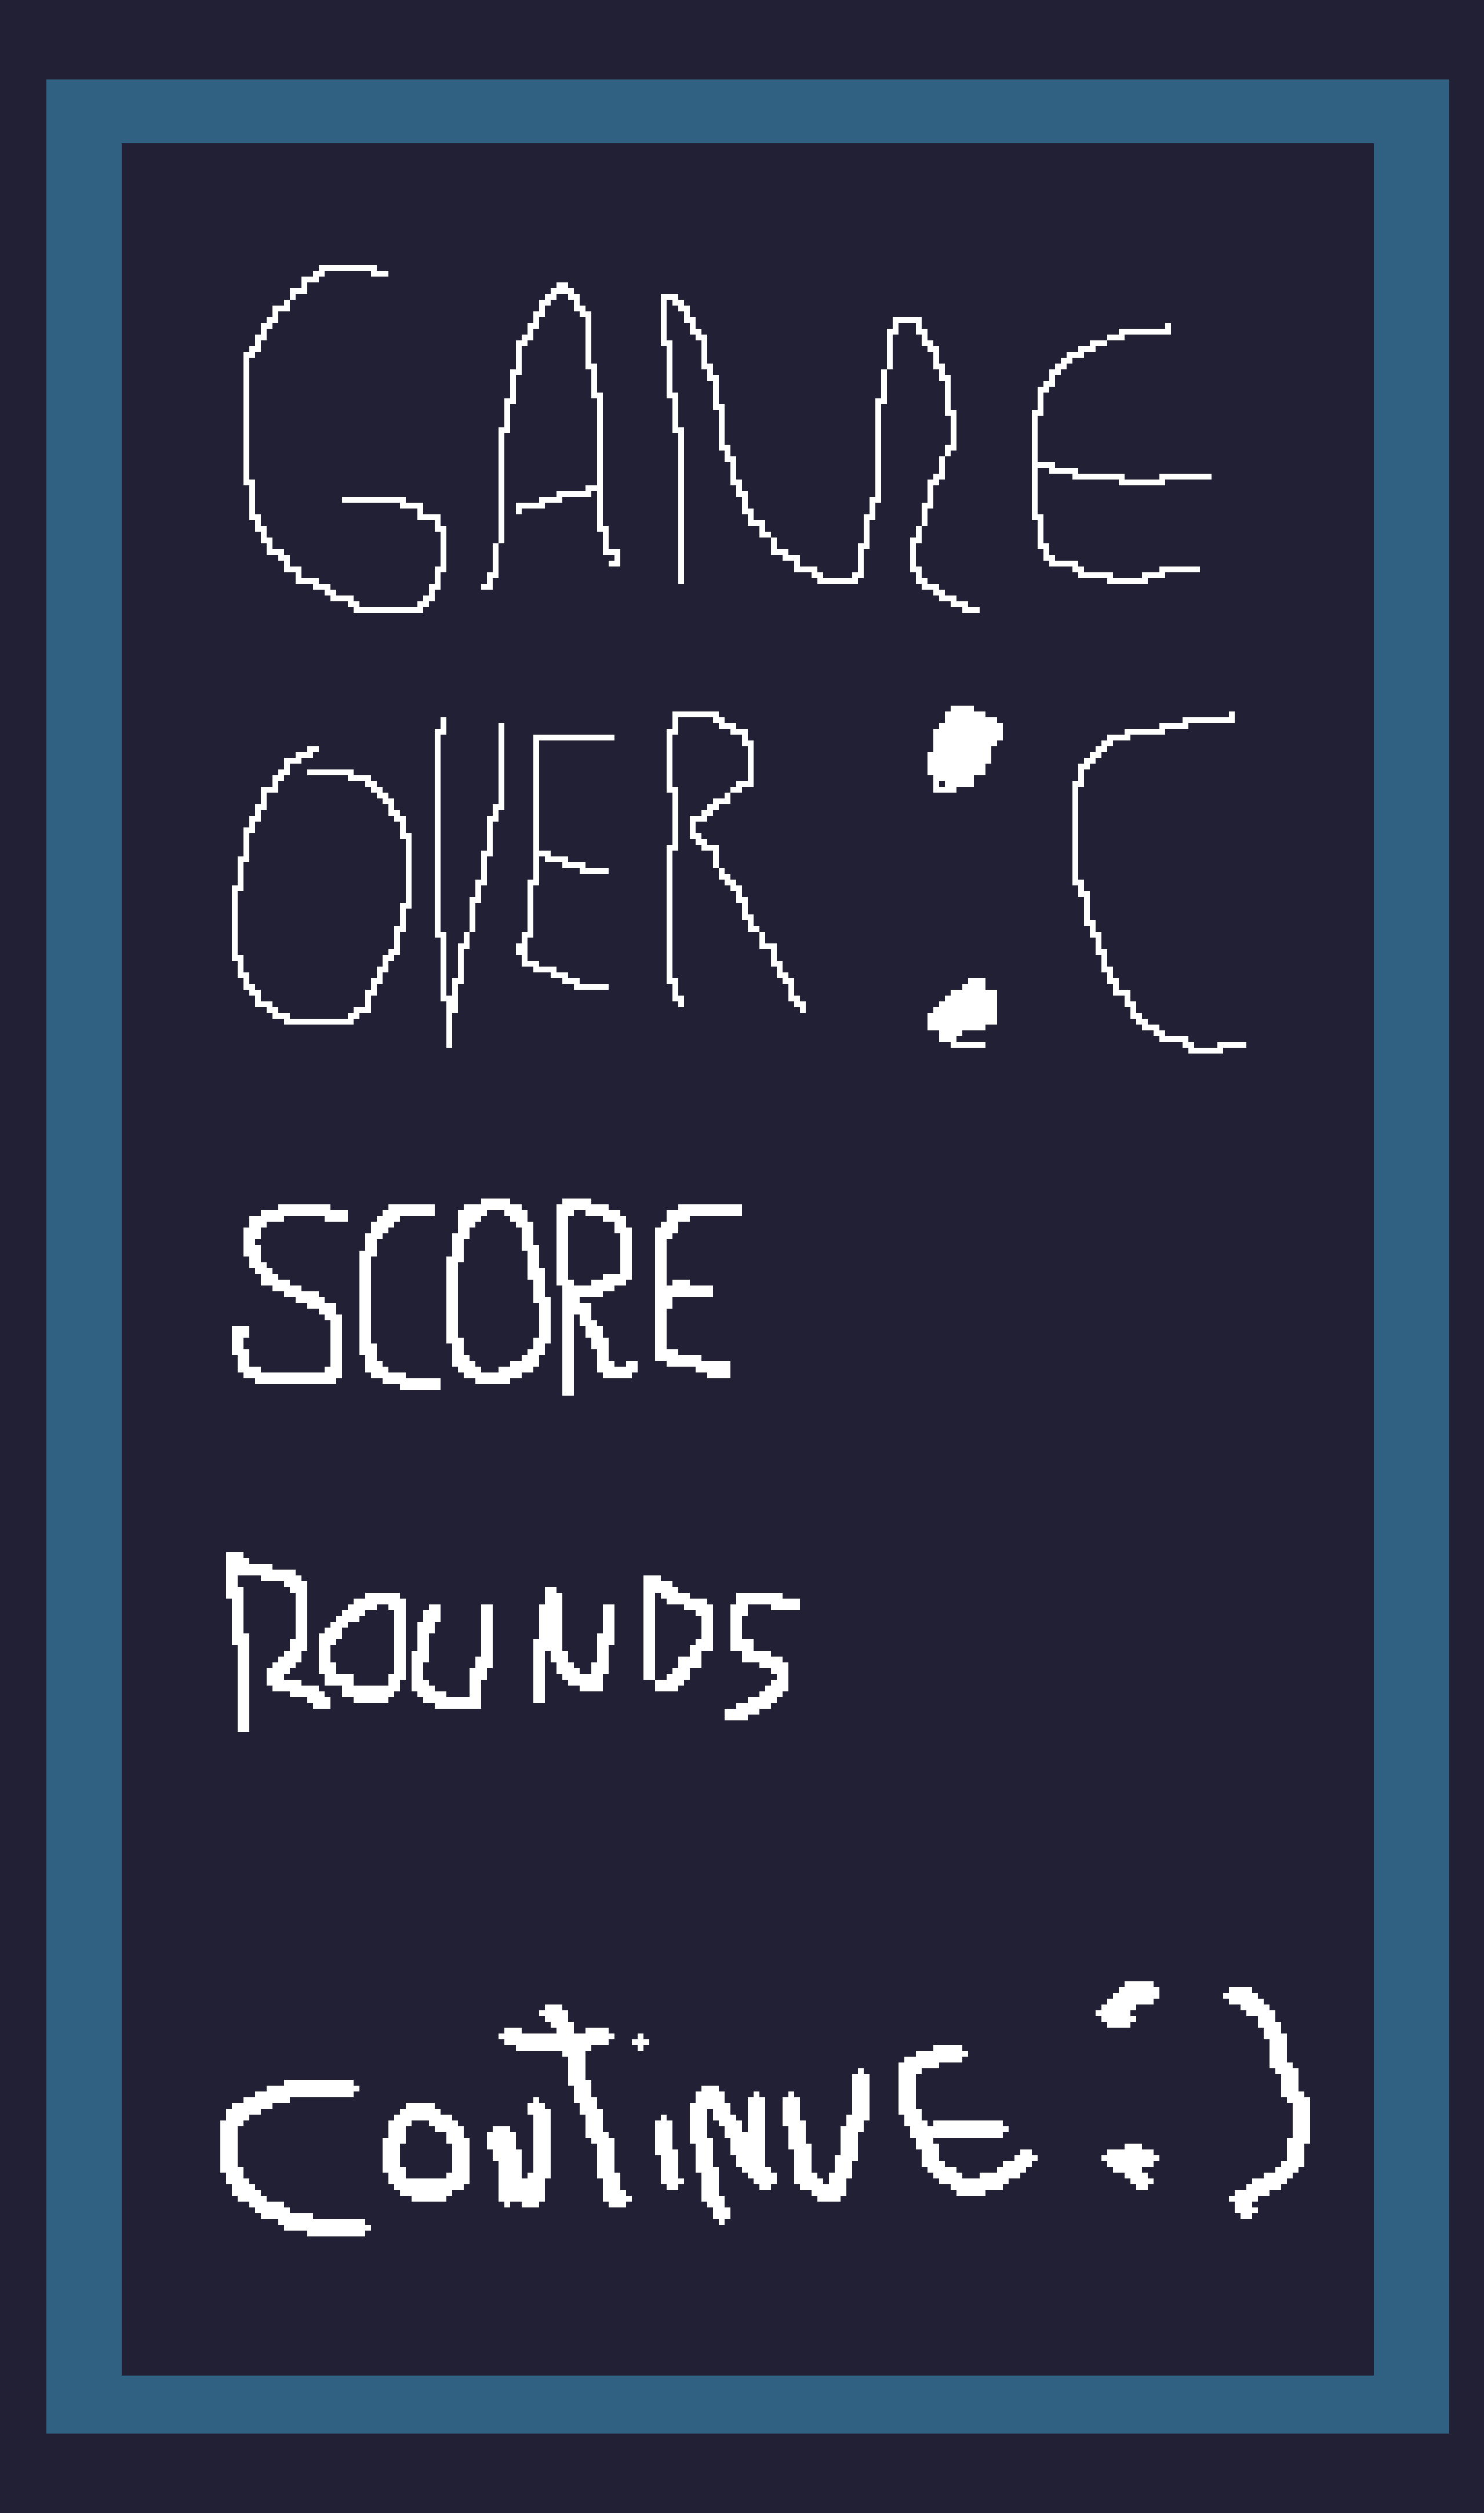 GAME
OVER :C
SCORE
ROUNDS
CONTiNUE :)